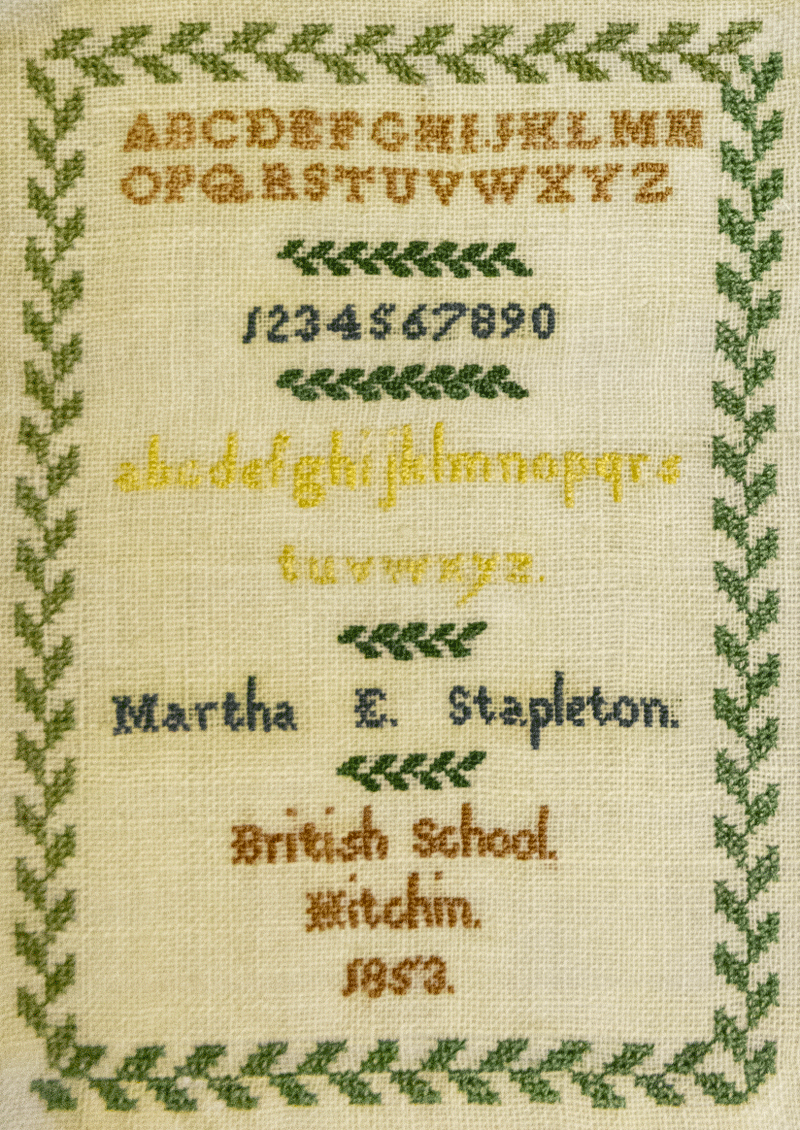 ABCDEFGHIJKLMN
OPQRSTUVWXYZ
1234567890
abcdefghijklmnopqrs
tuvwxyz.
Martha E. Stapleton.
British School.
Hitchin.
1853.